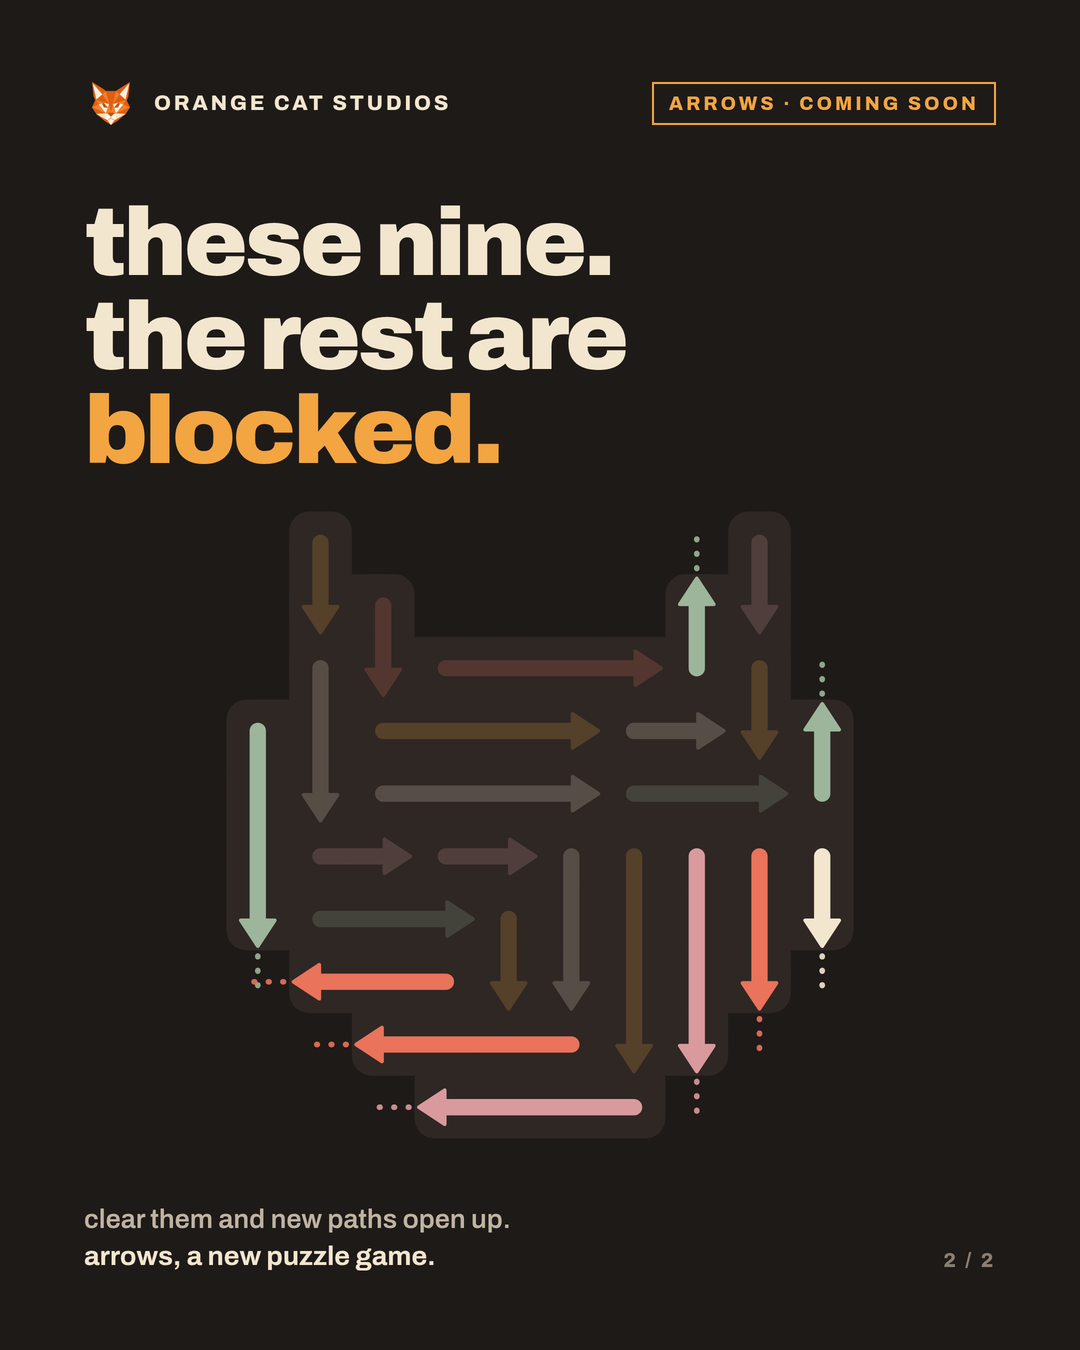 ORANGE CAT STUDIOS
ARROWS · COMING SOON
these nine.
the rest are
blocked.
clear them and new paths open up.
arrows, a new puzzle game.
2 / 2